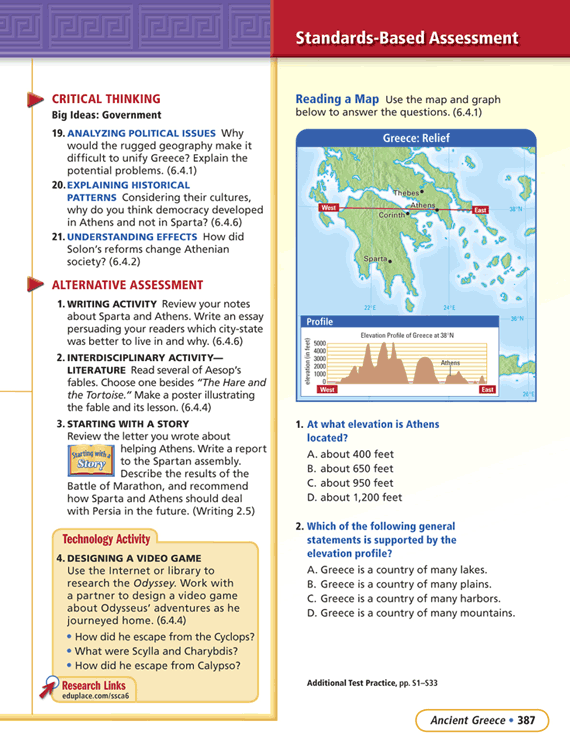 Standards-Based Assessment
CRITICAL THINKING
Big Ideas: Government
19. ANALYZING POLITICAL ISSUES Why
would the rugged geography make it
difficult to unify Greece? Explain the
potential problems. (6.4.1)
20. EXPLAINING HISTORICAL
PATTERNS Considering their cultures,
why do you think democracy developed
in Athens and not in Sparta? (6.4.6)
21. UNDERSTANDING EFFECTS How did
Solon's reforms change Athenian
society? (6.4.2)
ALTERNATIVE ASSESSMENT
1. WRITING ACTIVITY Review your notes
about Sparta and Athens. Write an essay
persuading your readers which city-state
was better to live in and why. (6.4.6)
2. INTERDISCIPLINARY ACTIVITY—
LITERATURE Read several of Aesop's
fables. Choose one besides "The Hare and
the Tortoise." Make a poster illustrating
the fable and its lesson. (6.4.4)
3. STARTING WITH A STORY
Review the letter you wrote about
Starting with a
Story
helping Athens. Write a report
to the Spartan assembly.
Describe the results of the
Battle of Marathon, and recommend
how Sparta and Athens should deal
with Persia in the future. (Writing 2.5)
Technology Activity
4. DESIGNING A VIDEO GAME
Use the Internet or library to
research the Odyssey. Work with
a partner to design a video game
about Odysseus' adventures as he
journeyed home. (6.4.4)
• How did he escape from the Cyclops?
• What were Scylla and Charybdis?
• How did he escape from Calypso?
Research Links
eduplace.com/ssca6
Reading a Map Use the map and graph
below to answer the questions. (6.4.1)
Greece: Relief
Thebes
West
Athens
East
38°N
Corinth
Sparta
22°E
24°E
36°N
Profile
Elevation Profile of Greece at 38°N
elevation (in feet)
5000
4000
3000
2000
1000
0
Athens
West
East
1. At what elevation is Athens
located?
A. about 400 feet
B. about 650 feet
C. about 950 feet
D. about 1,200 feet
2. Which of the following general
statements is supported by the
elevation profile?
A. Greece is a country of many lakes.
B. Greece is a country of many plains.
C. Greece is a country of many harbors.
D. Greece is a country of many mountains.
Additional Test Practice, pp. S1–S33
Ancient Greece • 387